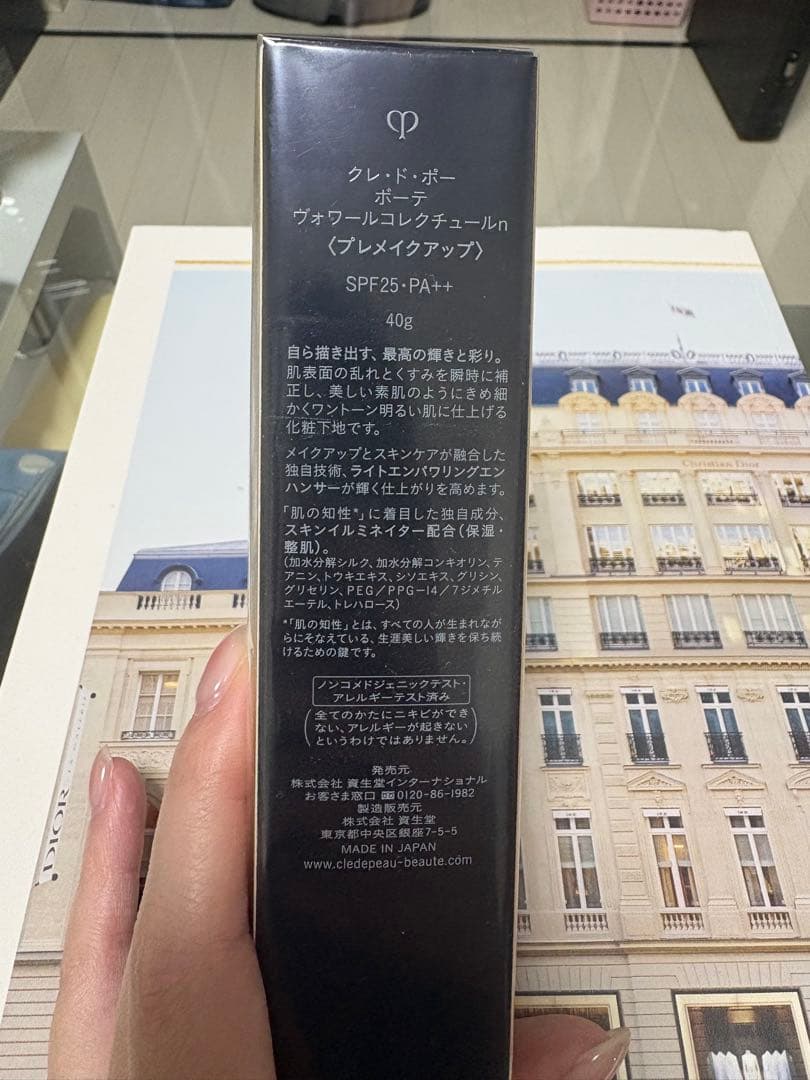 クレ・ド・ポー
ボーテ
ヴォワールコレクチュールn
〈プレメイクアップ〉
SPF25・PA++
40g
自ら描き出す、最高の輝きと彩り。
肌表面の乱れとくすみを瞬時に補
正し、美しい素肌のようにきめ細
かくワントーン明るい肌に仕上げる
化粧下地です。
メイクアップとスキンケアが融合した
独自技術、ライトエンパワリングエン
ハンサーが輝く仕上がりを高めます。
「肌の知性*」に着目した独自成分、
スキンイルミネイター配合(保湿・
整肌)。
(加水分解シルク、加水分解コンキオリン、テ
アニン、トウキエキス、シソエキス、グリシン、
グリセリン、PEG/PPG-14/7ジメチル
エーテル、トレハロース)
*「肌の知性」とは、すべての人が生まれなが
らにそなえている、生涯美しい輝きを保ち続
けるための鍵です。
ノンコメドジェニックテスト・
アレルギーテスト済み
(全てのかたにニキビができ
ない、アレルギーが起きない
というわけではありません。)
発売元
株式会社 資生堂インターナショナル
お客さま窓口 0120-86-1982
製造販売元
株式会社 資生堂
東京都中央区銀座7-5-5
MADE IN JAPAN
www.cledepeau-beaute.com
Christian Dior
DIOR